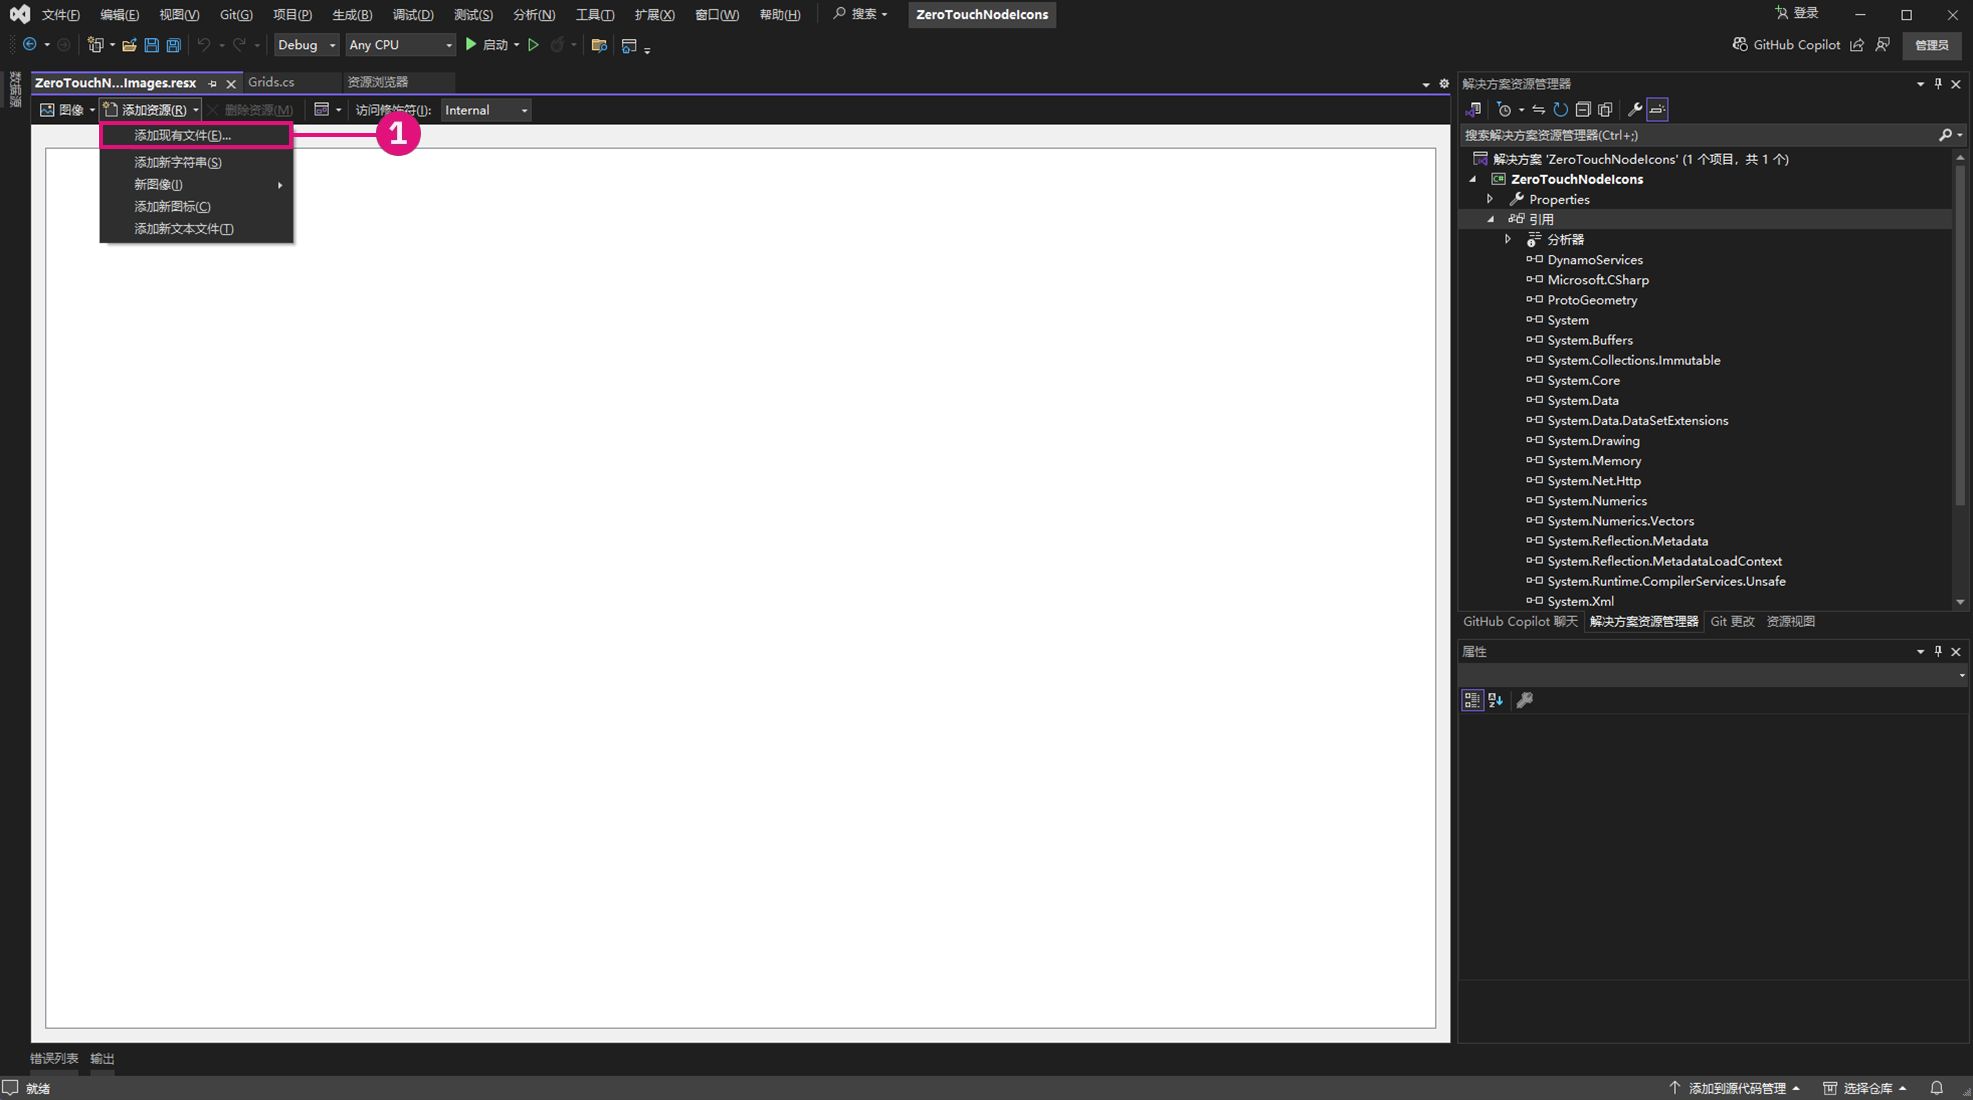 文件(F) 编辑(E) 视图(V) Git(G) 项目(P) 生成(B) 调试(D) 测试(S) 分析(N) 工具(T) 扩展(X) 窗口(W) 帮助(H) 搜索 ZeroTouchNodeIcons 登录
Debug Any CPU 启动 GitHub Copilot 管理员
ZeroTouchN...Images.resx Grids.cs 资源浏览器
图像 添加资源(R) 删除资源(M) 访问修饰符(I): Internal
添加现有文件(E)...
1
添加新字符串(S)
新图像(I)
添加新图标(C)
添加新文本文件(T)
数据源
解决方案资源管理器
搜索解决方案资源管理器(Ctrl+;)
解决方案 'ZeroTouchNodeIcons' (1 个项目，共 1 个)
C# ZeroTouchNodeIcons
Properties
引用
分析器
DynamoServices
Microsoft.CSharp
ProtoGeometry
System
System.Buffers
System.Collections.Immutable
System.Core
System.Data
System.Data.DataSetExtensions
System.Drawing
System.Memory
System.Net.Http
System.Numerics
System.Numerics.Vectors
System.Reflection.Metadata
System.Reflection.MetadataLoadContext
System.Runtime.CompilerServices.Unsafe
System.Xml
GitHub Copilot 聊天 解决方案资源管理器 Git 更改 资源视图
属性
错误列表 输出
就绪 添加到源代码管理 选择仓库